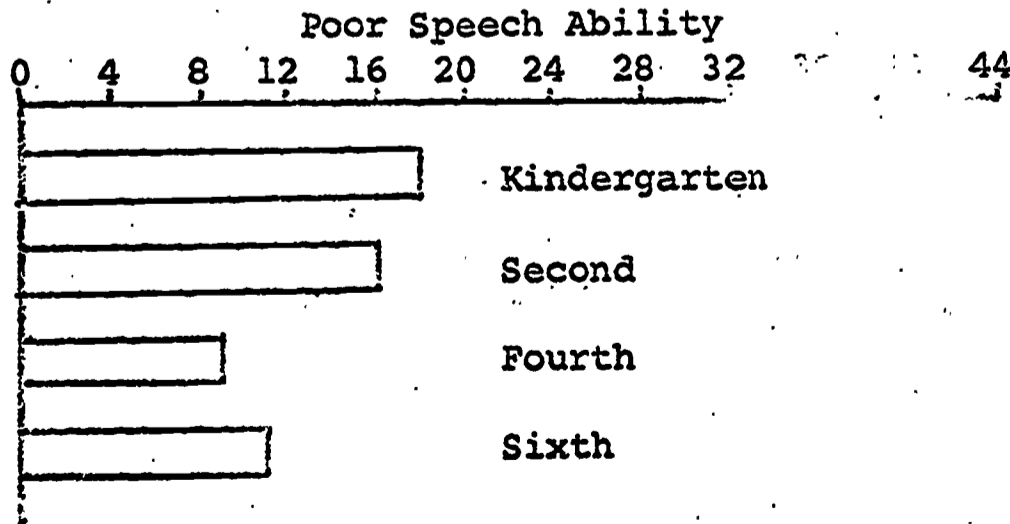 Poor Speech Ability
0 4 8 12 16 20 24 28 32 44
Kindergarten
Second
Fourth
Sixth